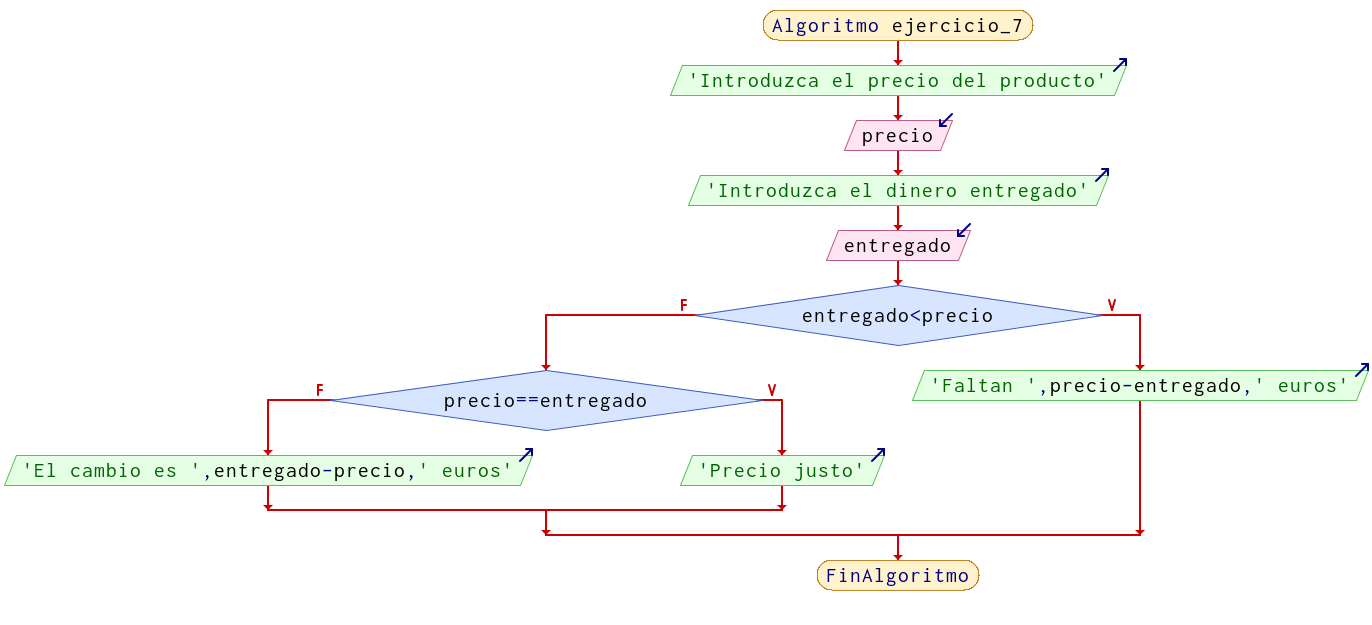 Algoritmo ejercicio_7
'Introduzca el precio del producto'
precio
'Introduzca el dinero entregado'
entregado
F
entregado<precio
V
F
precio==entregado
V
'Faltan ',precio-entregado,' euros'
'El cambio es ',entregado-precio,' euros'
'Precio justo'
FinAlgoritmo